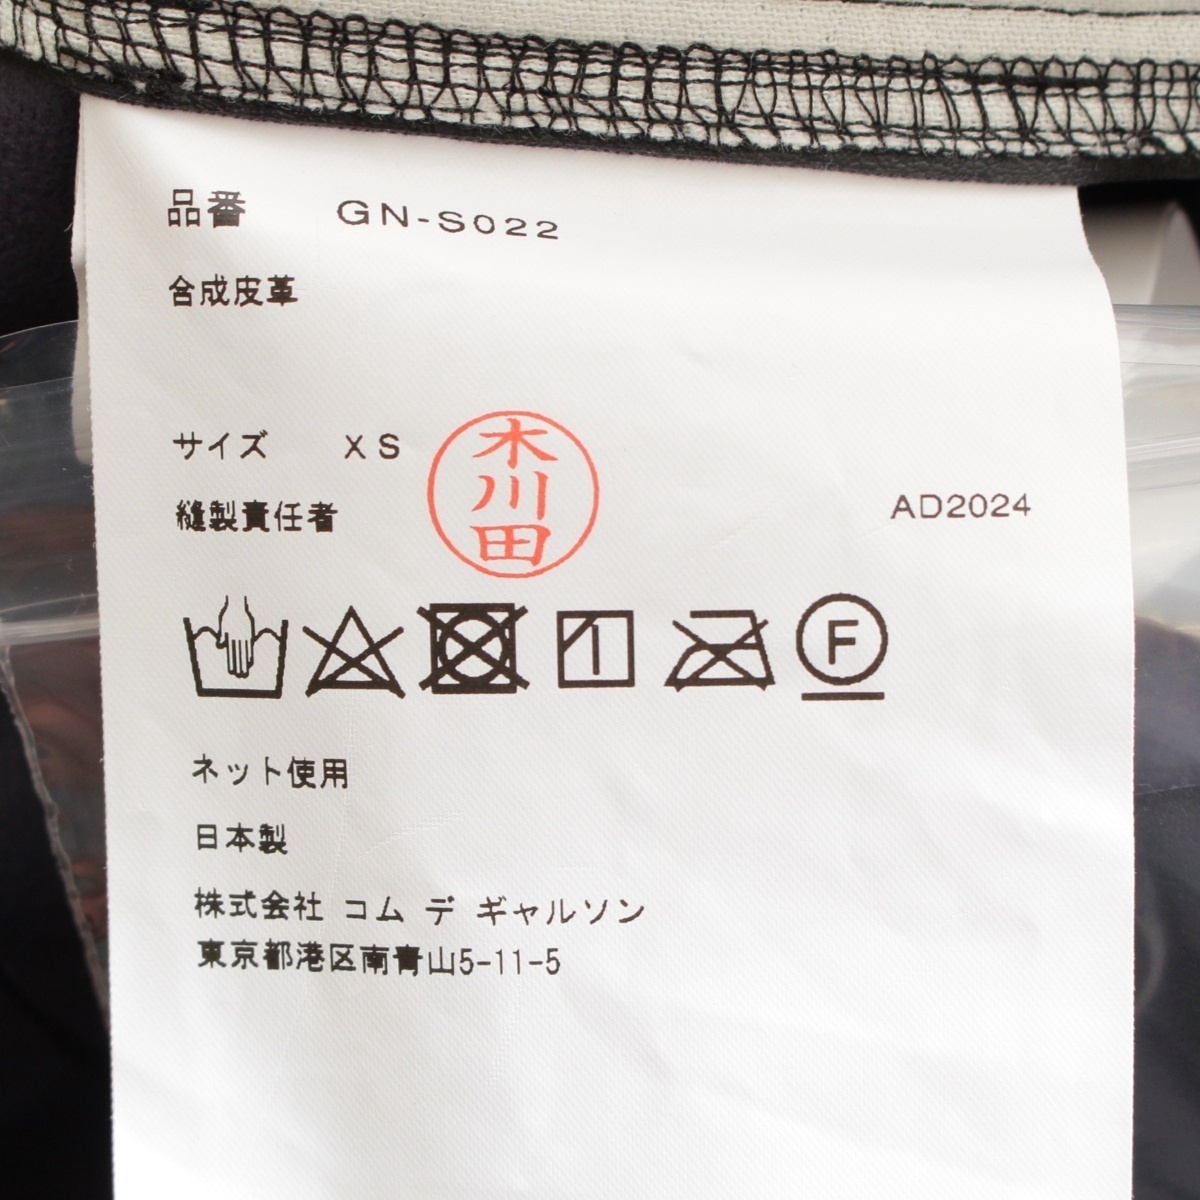 品番 GN-S022
合成皮革
サイズ XS
木川田
縫製責任者
AD2024
F
ネット使用
日本製
株式会社 コム デ ギャルソン
東京都港区南青山5-11-5